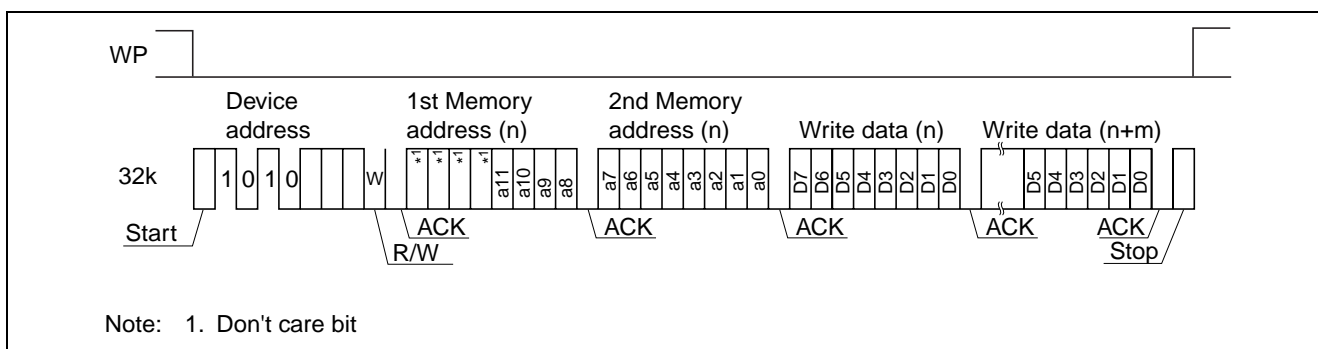 WP
Device address
1st Memory address (n)
2nd Memory address (n)
Write data (n)
Write data (n+m)
32k
1 0 1 0 W *1 *1 *1 *1 a11 a10 a9 a8 a7 a6 a5 a4 a3 a2 a1 a0 D7 D6 D5 D4 D3 D2 D1 D0 D5 D4 D3 D2 D1 D0
Start
ACK
ACK
ACK
ACK
ACK
R/W
Stop
Note: 1. Don't care bit